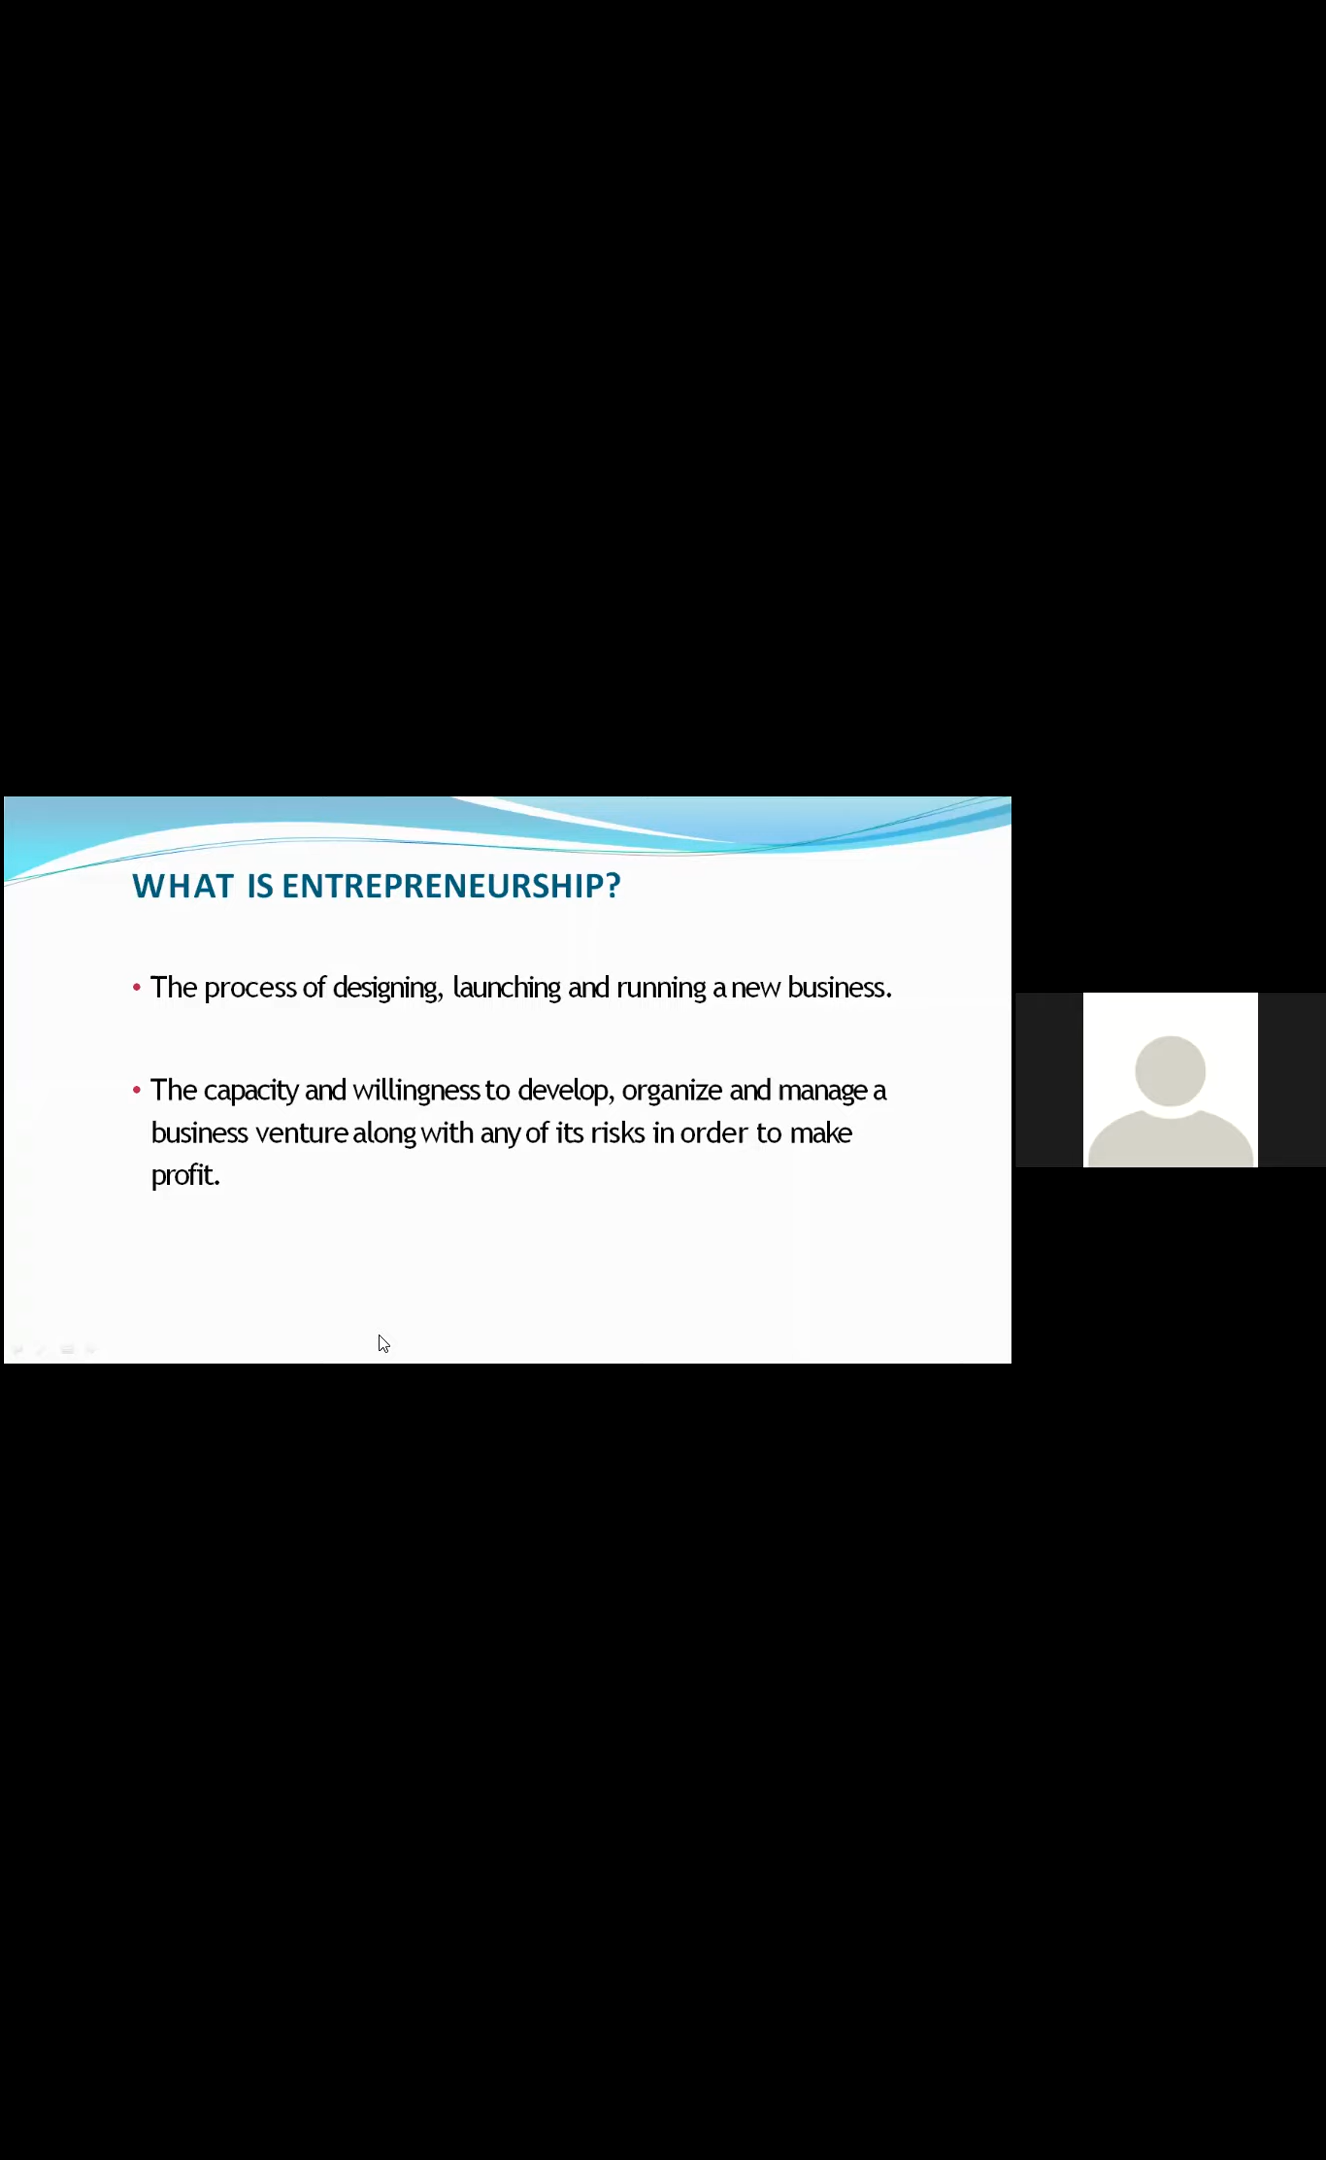 WHAT IS ENTREPRENEURSHIP?
• The process of designing, launching and running a new business.
• The capacity and willingness to develop, organize and manage a
business venture along with any of its risks in order to make
profit.